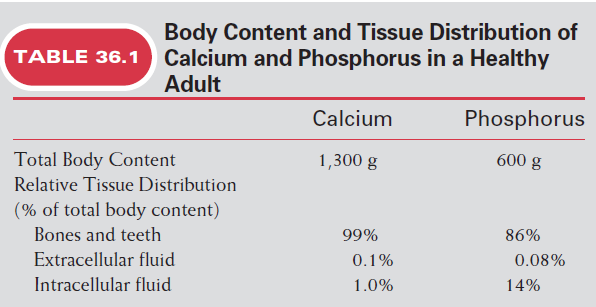 TABLE 36.1
Body Content and Tissue Distribution of
Calcium and Phosphorus in a Healthy
Adult
Calcium Phosphorus
Total Body Content 1,300 g 600 g
Relative Tissue Distribution
(% of total body content)
Bones and teeth 99% 86%
Extracellular fluid 0.1% 0.08%
Intracellular fluid 1.0% 14%